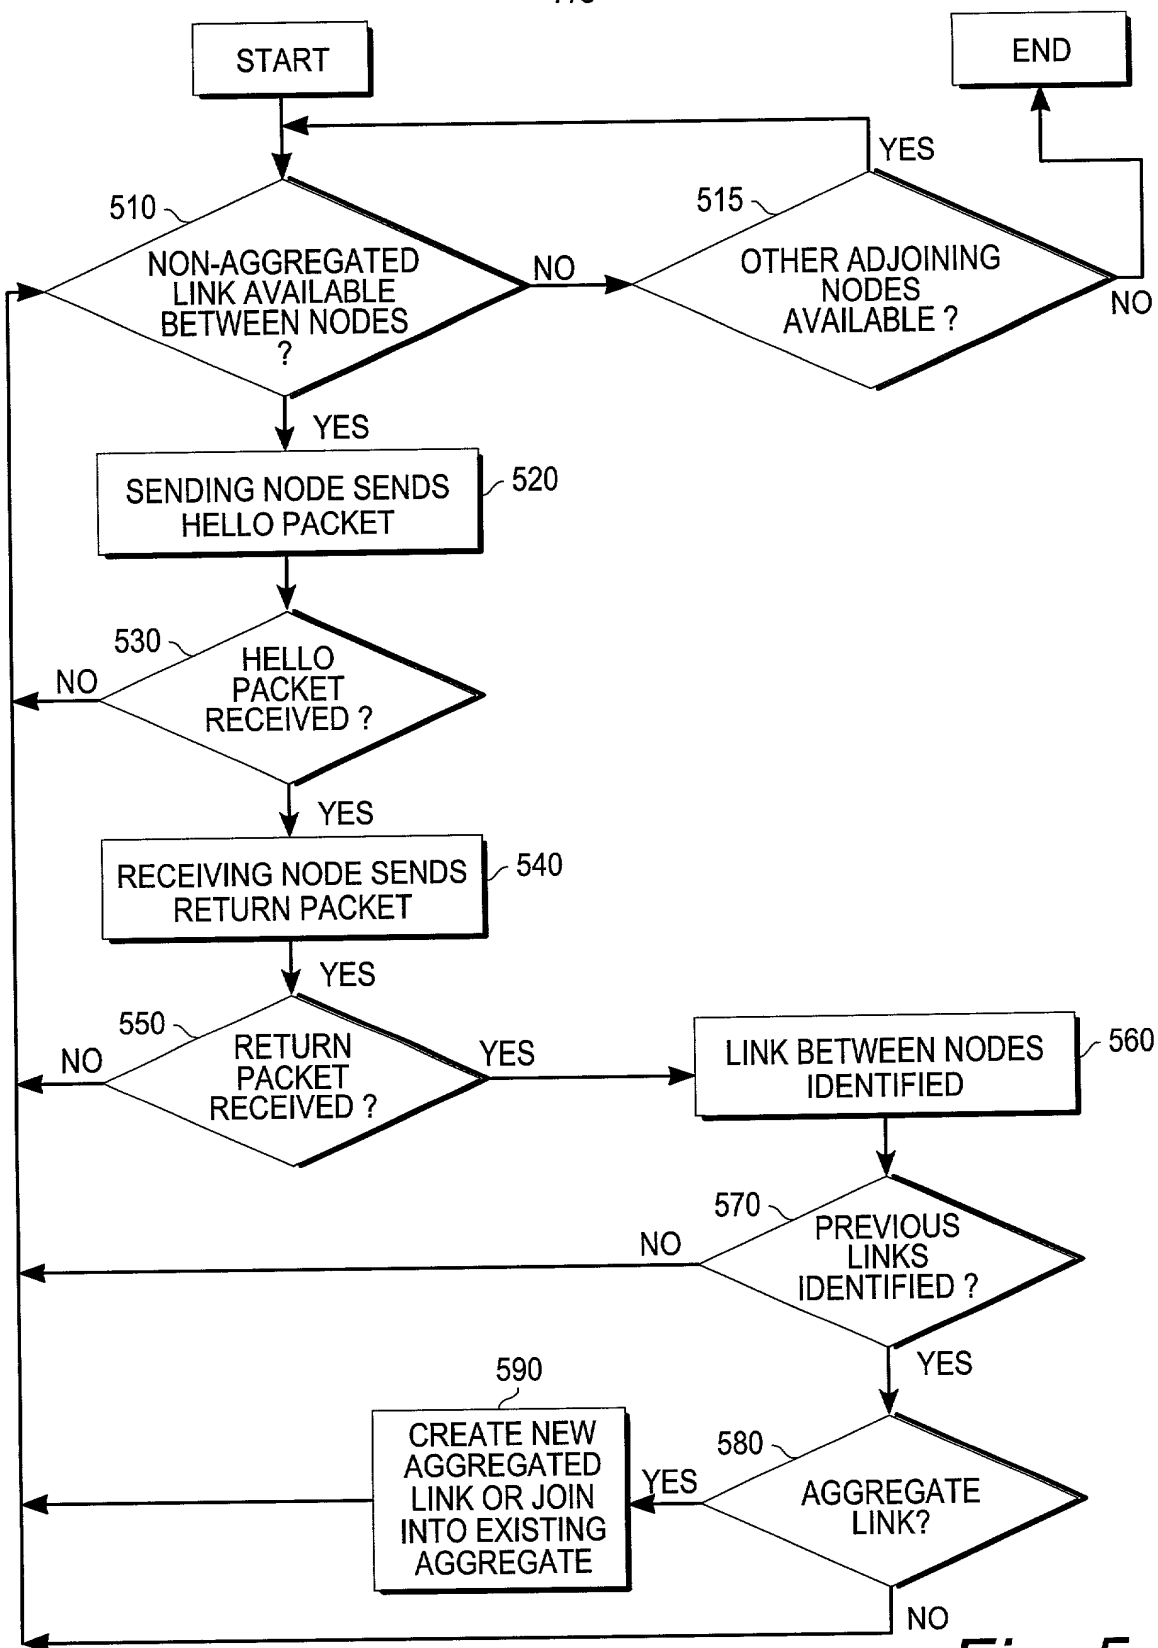 START
END
YES
510
515
NON-AGGREGATED
LINK AVAILABLE
BETWEEN NODES
?
NO
OTHER ADJOINING
NODES
AVAILABLE ?
NO
YES
SENDING NODE SENDS
HELLO PACKET
520
530
HELLO
PACKET
RECEIVED ?
NO
YES
RECEIVING NODE SENDS
RETURN PACKET
540
YES
550
RETURN
PACKET
RECEIVED ?
NO
YES
LINK BETWEEN NODES
IDENTIFIED
560
570
PREVIOUS
LINKS
IDENTIFIED ?
NO
YES
590
CREATE NEW
AGGREGATED
LINK OR JOIN
INTO EXISTING
AGGREGATE
580
YES
AGGREGATE
LINK?
NO